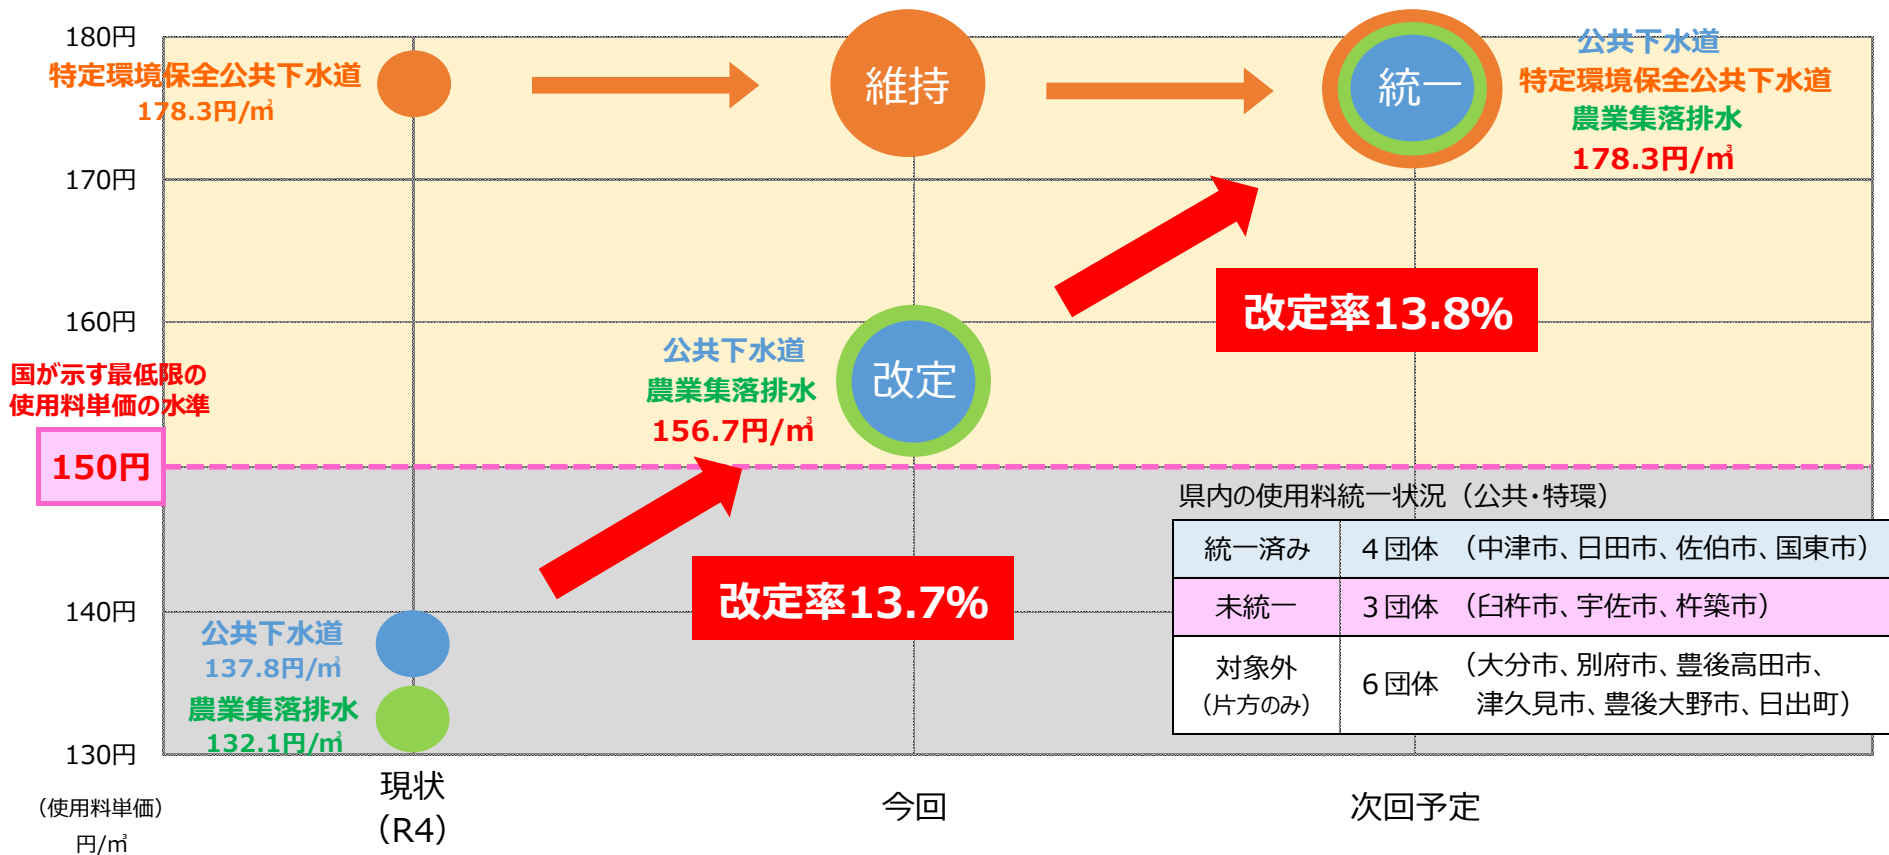 180円
特定環境保全公共下水道
178.3円/㎥
維持
統一
公共下水道
特定環境保全公共下水道
農業集落排水
178.3円/㎥
170円
160円
改定率13.8%
公共下水道
農業集落排水
156.7円/㎥
改定
国が示す最低限の
使用料単価の水準
150円
改定率13.7%
県内の使用料統一状況（公共・特環）
統一済み 4団体 （中津市、日田市、佐伯市、国東市）
未統一 3団体 （臼杵市、宇佐市、杵築市）
対象外
（片方のみ）
6団体
（大分市、別府市、豊後高田市、
津久見市、豊後大野市、日出町）
140円
公共下水道
137.8円/㎥
農業集落排水
132.1円/㎥
130円
（使用料単価）
円/㎥
現状
（R4）
今回
次回予定